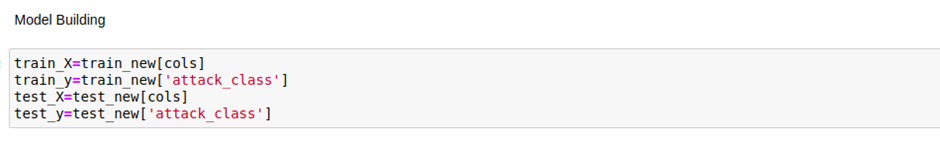 Model Building
train_X=train_new[cols]
train_y=train_new['attack_class']
test_X=test_new[cols]
test_y=test_new['attack_class']